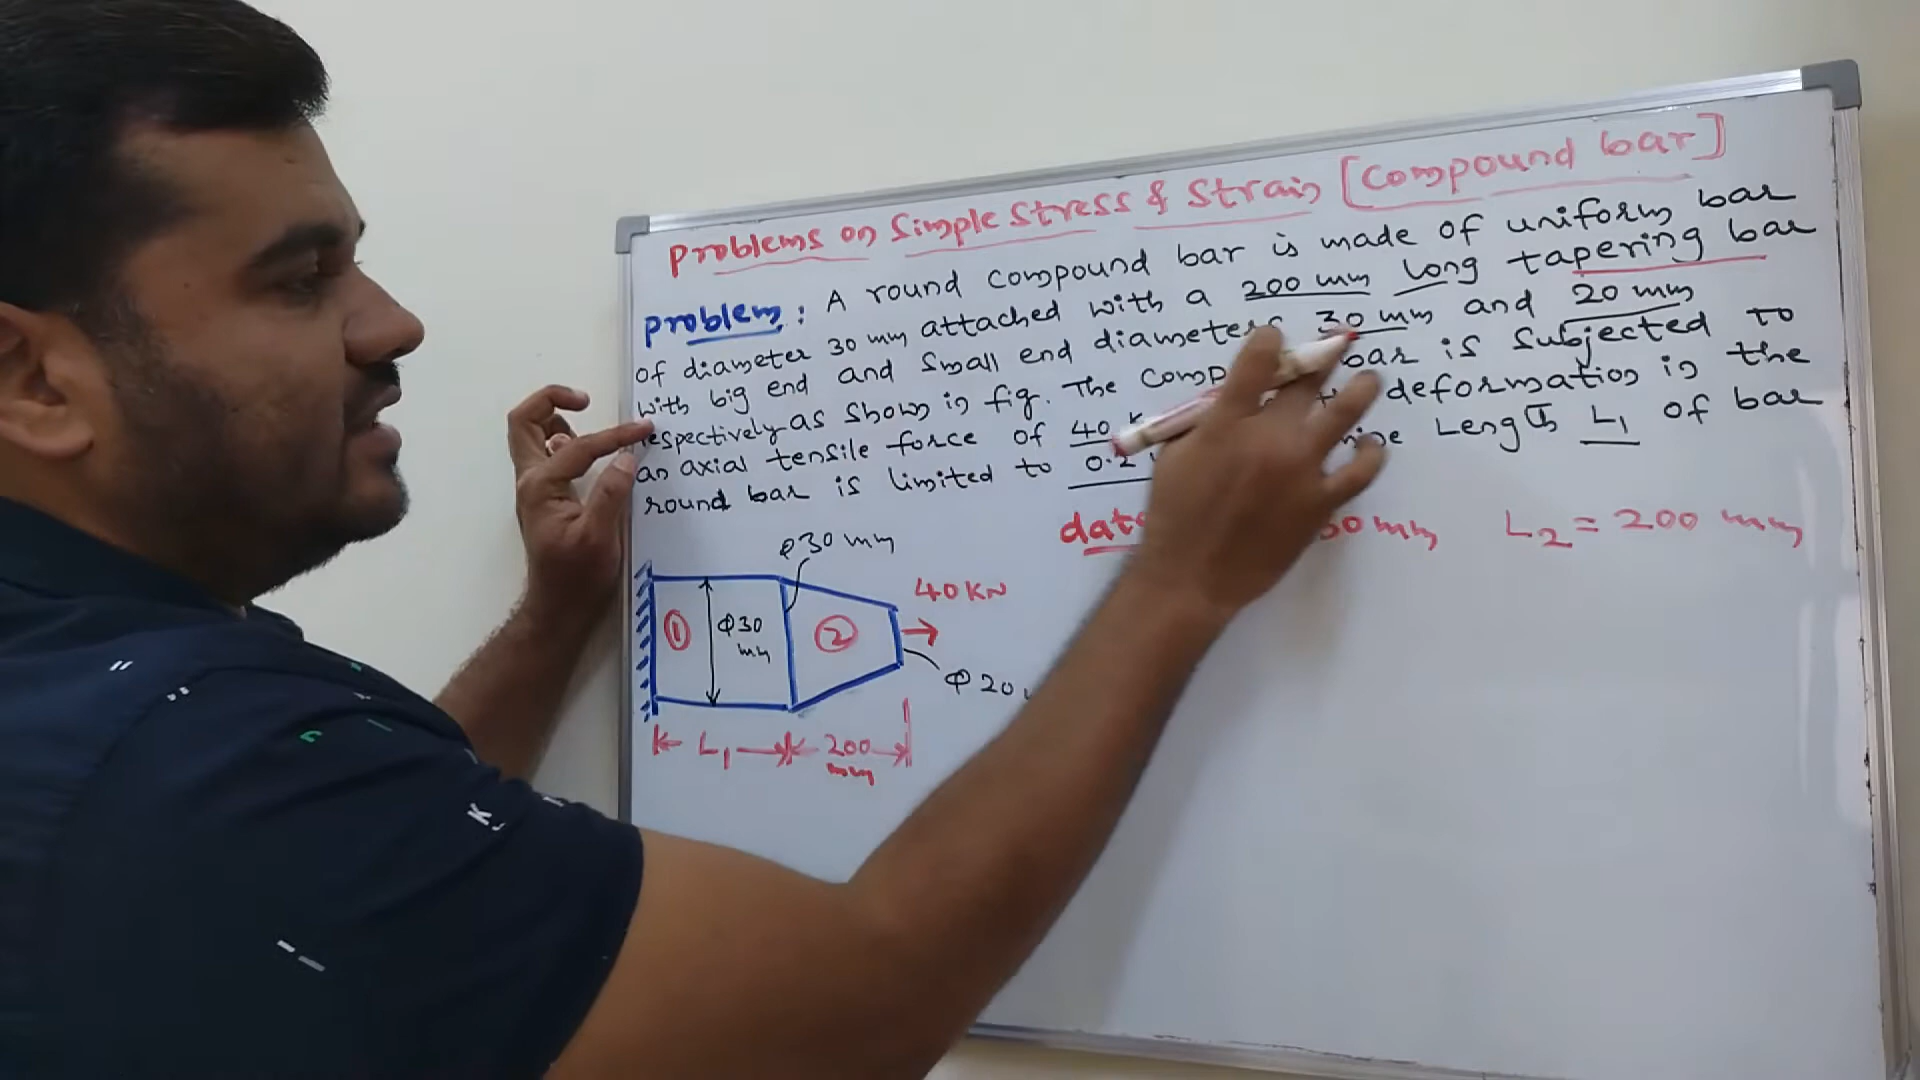 Problems on Simple Stress & Strain [Compound bar]
Problem: A round compound bar is made of uniform bar
of diameter 30 mm attached with a 200 mm long tapering bar
with big end and small end diameters 30 mm and 20 mm
respectively as shown in fig. The bar is subjected to
an axial tensile force of 40 deformation in the
round bar is limited to 0.2 Length L1 of bar
data mm L2 = 200 mm
Φ30 mm
40 KN
① Φ30 mm ②
Φ20
L1 200 mm